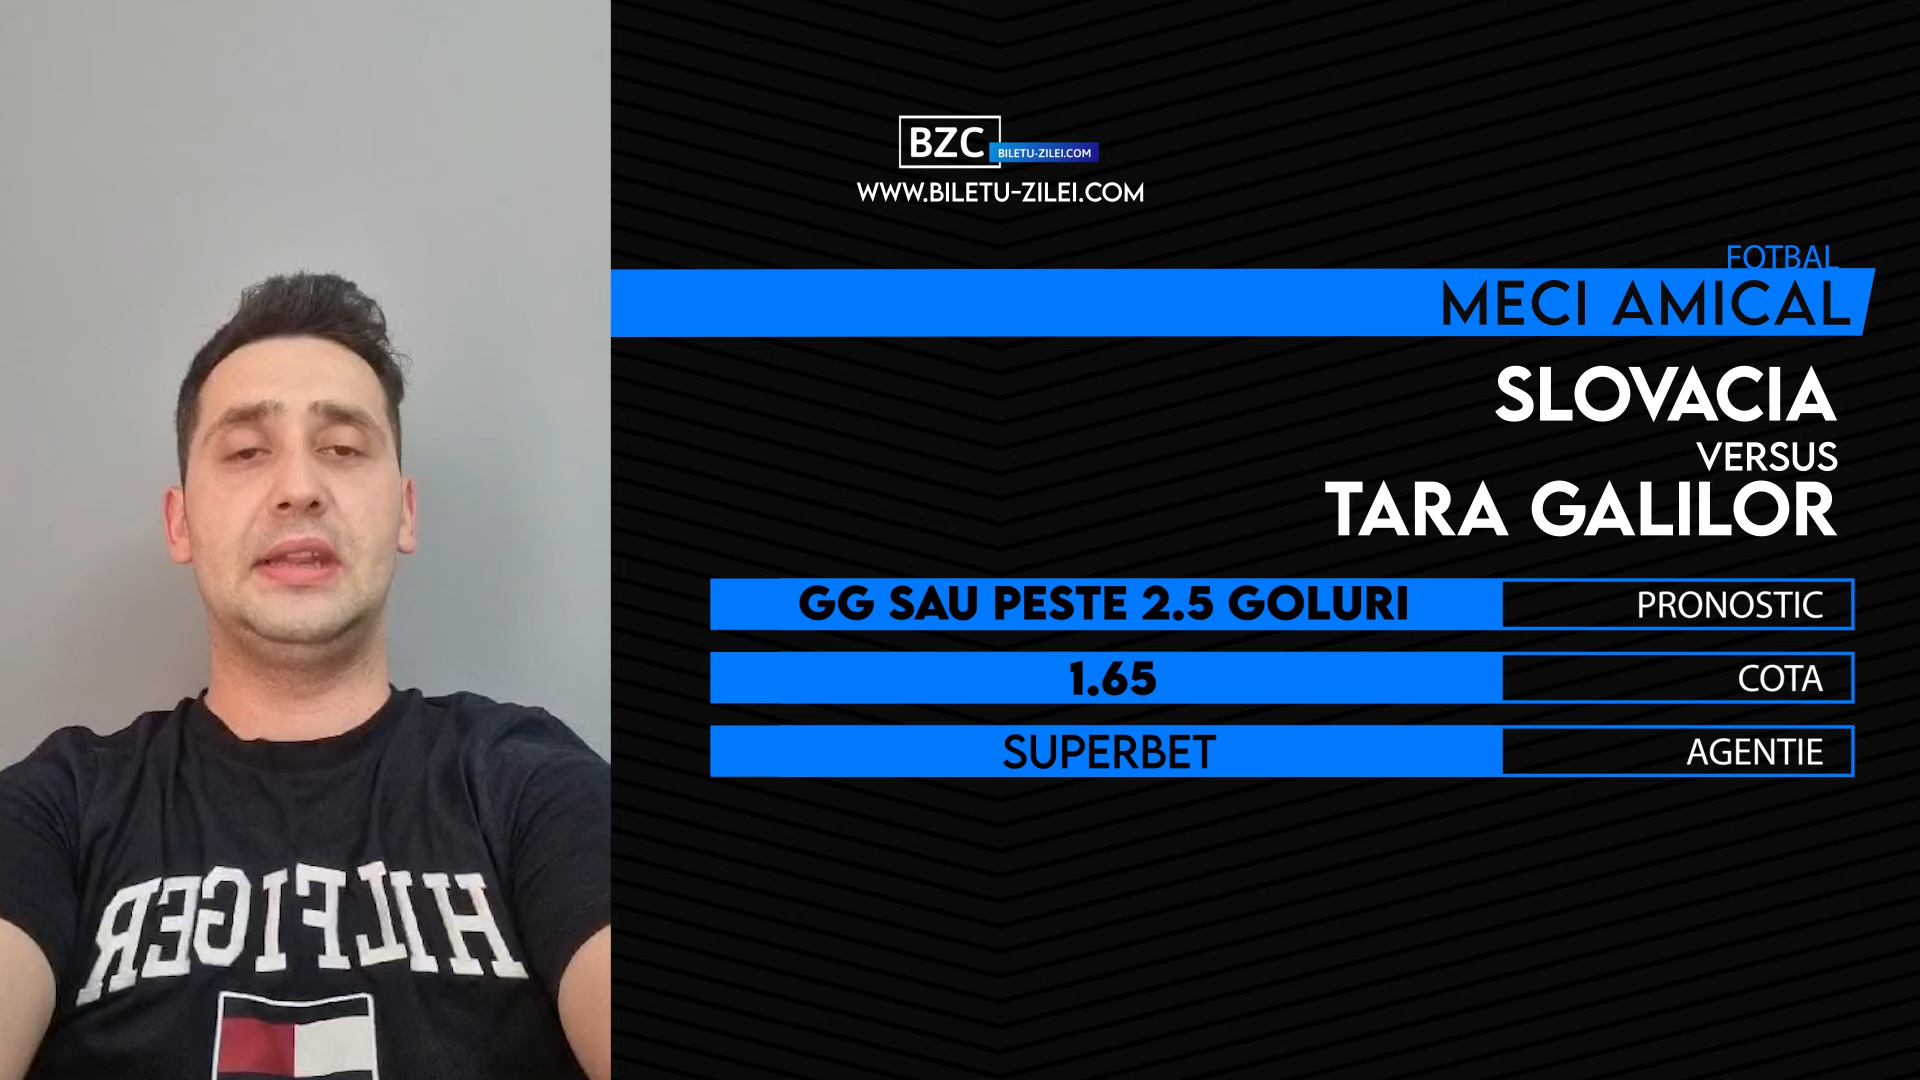 BZC
BILETU-ZILEI.COM
WWW.BILETU-ZILEI.COM
FOTBAL
MECI AMICAL
SLOVACIA
VERSUS
TARA GALILOR
GG SAU PESTE 2.5 GOLURI
PRONOSTIC
1.65
COTA
SUPERBET
AGENTIE
HILFIGER